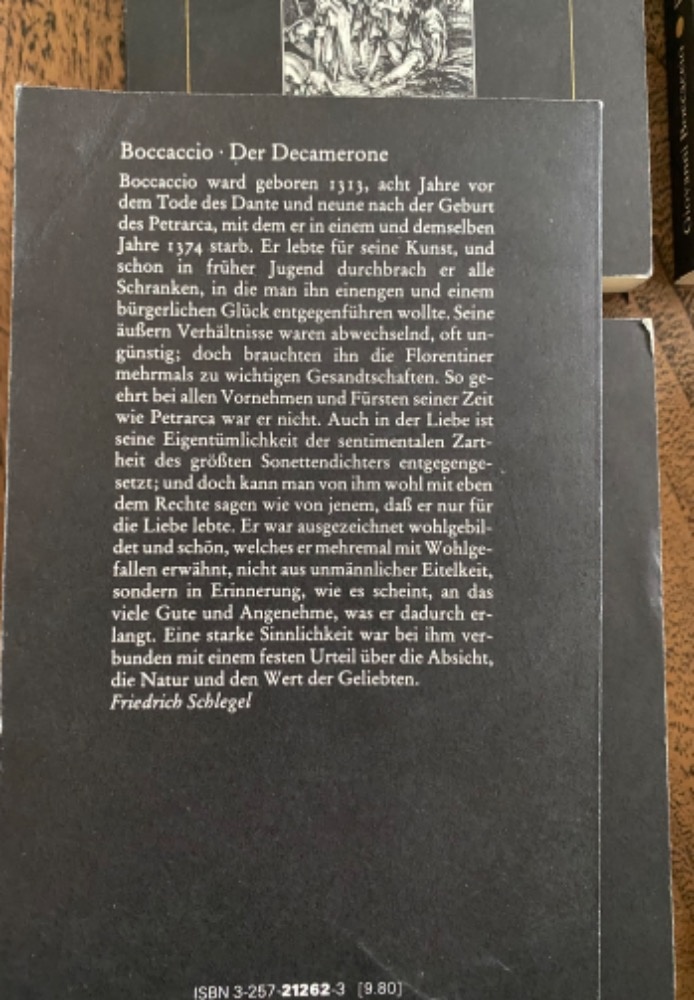 Boccaccio · Der Decamerone
Boccaccio ward geboren 1313, acht Jahre vor
dem Tode des Dante und neune nach der Geburt
des Petrarca, mit dem er in einem und demselben
Jahre 1374 starb. Er lebte für seine Kunst, und
schon in früher Jugend durchbrach er alle
Schranken, in die man ihn einengen und einem
bürgerlichen Glück entgegenführen wollte. Seine
äußern Verhältnisse waren abwechselnd, oft un-
günstig; doch brauchten ihn die Florentiner
mehrmals zu wichtigen Gesandtschaften. So ge-
ehrt bei allen Vornehmen und Fürsten seiner Zeit
wie Petrarca war er nicht. Auch in der Liebe ist
seine Eigentümlichkeit der sentimentalen Zart-
heit des größten Sonettendichters entgegenge-
setzt; und doch kann man von ihm wohl mit eben
dem Rechte sagen wie von jenem, daß er nur für
die Liebe lebte. Er war ausgezeichnet wohlgebil-
det und schön, welches er mehremal mit Wohlge-
fallen erwähnt, nicht aus unmännlicher Eitelkeit,
sondern in Erinnerung, wie es scheint, an das
viele Gute und Angenehme, was er dadurch er-
langt. Eine starke Sinnlichkeit war bei ihm ver-
bunden mit einem festen Urteil über die Absicht,
die Natur und den Wert der Geliebten.
Friedrich Schlegel
ISBN 3-257-21262-3 [9.80]
Giovanni Boccaccio